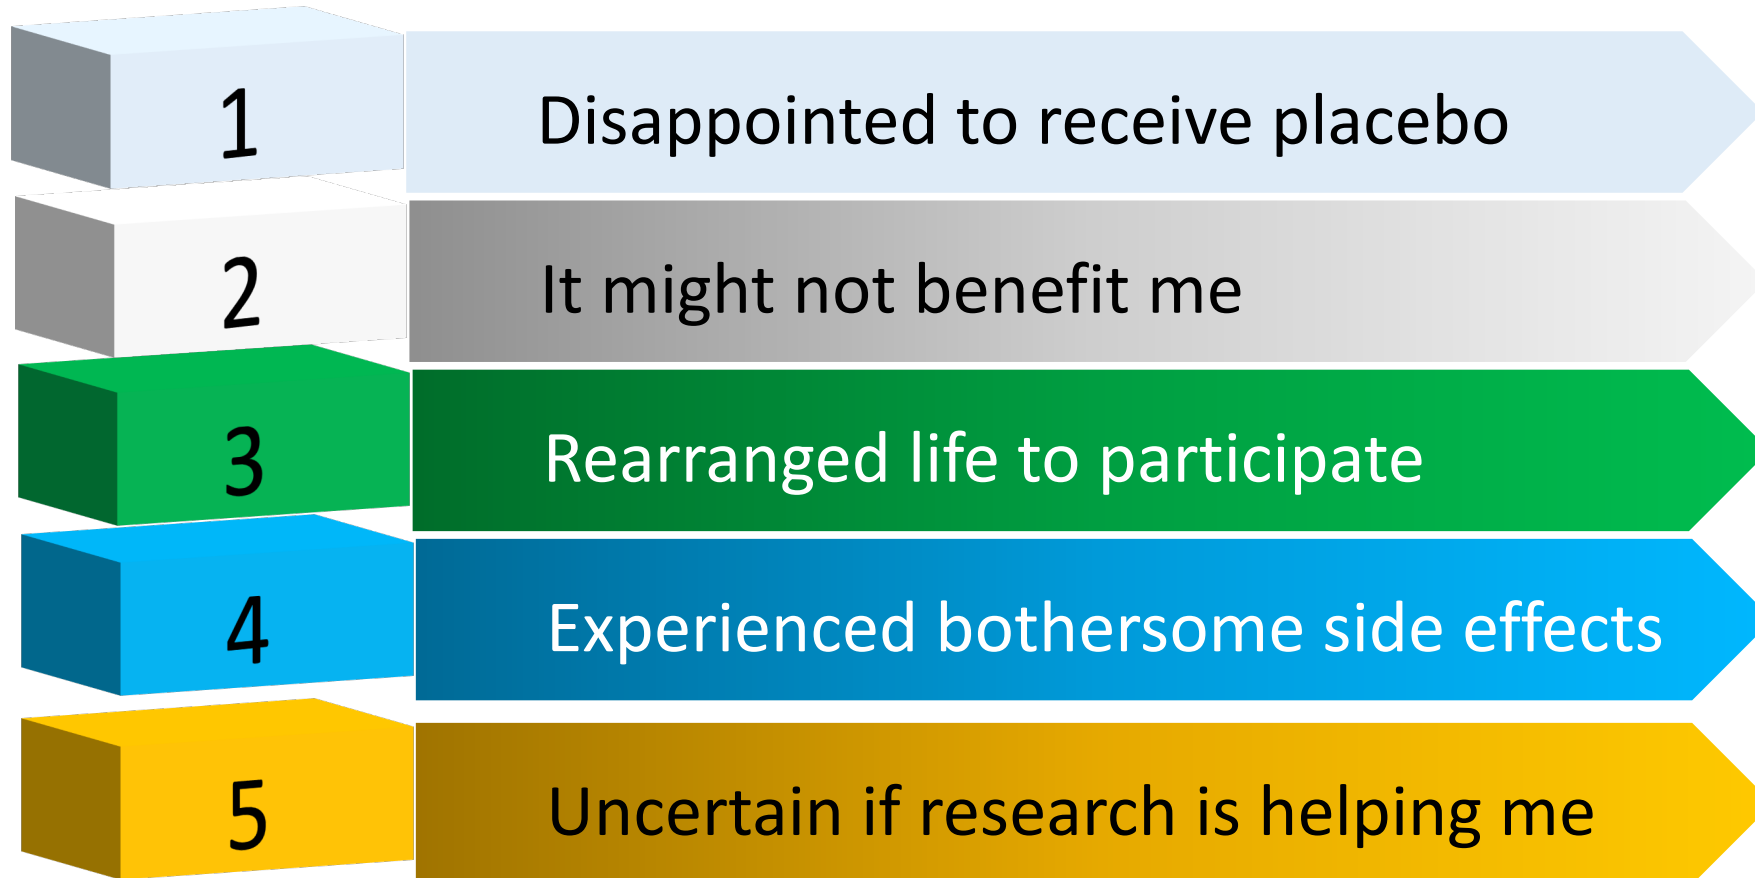 1 Disappointed to receive placebo
2 It might not benefit me
3 Rearranged life to participate
4 Experienced bothersome side effects
5 Uncertain if research is helping me